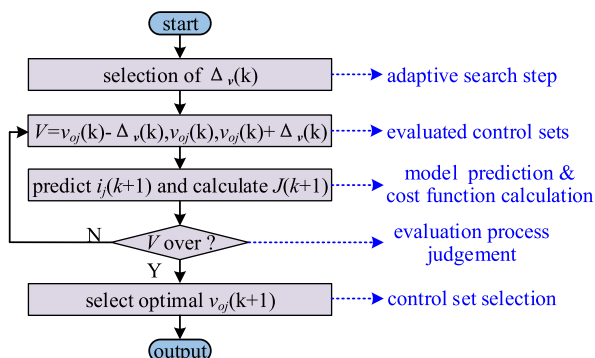 start
selection of Δᵥ(k)
adaptive search step
V=vₒⱼ(k)-Δᵥ(k),vₒⱼ(k),vₒⱼ(k)+Δᵥ(k)
evaluated control sets
predict iⱼ(k+1) and calculate J(k+1)
model prediction &
cost function calculation
N
V over ?
evaluation process
judgement
Y
select optimal vₒⱼ(k+1)
control set selection
output